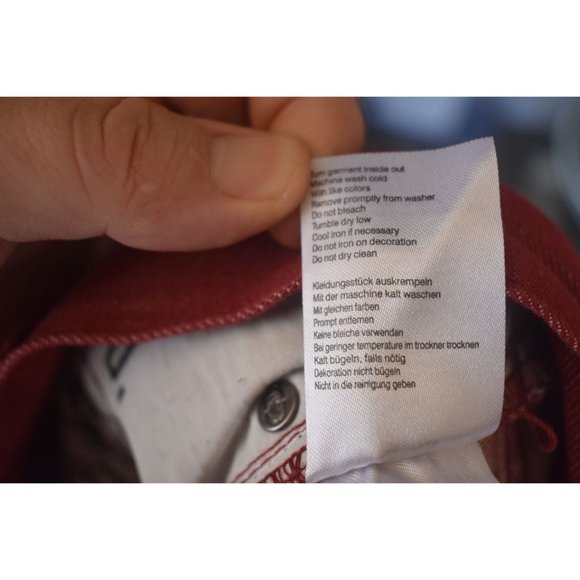 Turn garment inside out
Machine wash cold
With like colors
Remove promptly from washer
Do not bleach
Tumble dry low
Cool iron if necessary
Do not iron on decoration
Do not dry clean
Kleidungsstück auskrempeln
Mit der maschine kalt waschen
Mit gleichen farben
Prompt entfernen
Keine bleiche verwenden
Bei geringer temperatur im trockner trocknen
Kalt bügeln, falls nötig
Dekoration nicht bügeln
Nicht in die reinigung geben